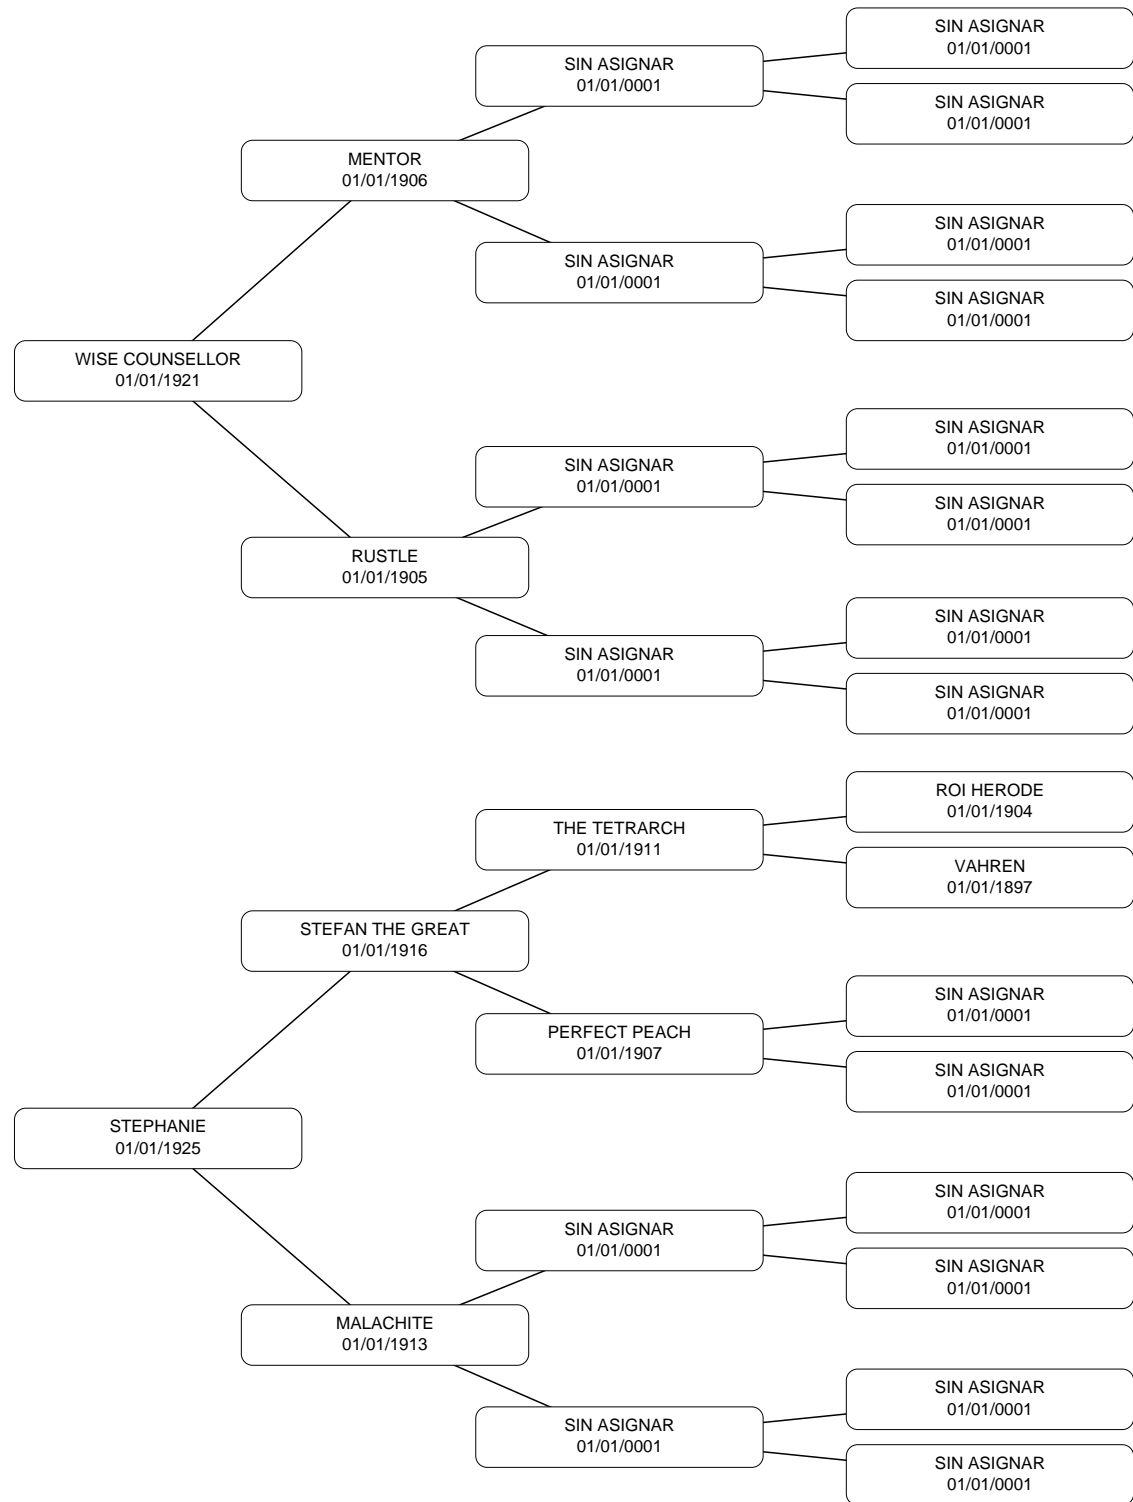 SIN ASIGNAR
01/01/0001
SIN ASIGNAR
01/01/0001
SIN ASIGNAR
01/01/0001
MENTOR
01/01/1906
SIN ASIGNAR
01/01/0001
SIN ASIGNAR
01/01/0001
SIN ASIGNAR
01/01/0001
WISE COUNSELLOR
01/01/1921
SIN ASIGNAR
01/01/0001
SIN ASIGNAR
01/01/0001
SIN ASIGNAR
01/01/0001
RUSTLE
01/01/1905
SIN ASIGNAR
01/01/0001
SIN ASIGNAR
01/01/0001
SIN ASIGNAR
01/01/0001
ROI HERODE
01/01/1904
THE TETRARCH
01/01/1911
VAHREN
01/01/1897
STEFAN THE GREAT
01/01/1916
SIN ASIGNAR
01/01/0001
PERFECT PEACH
01/01/1907
SIN ASIGNAR
01/01/0001
STEPHANIE
01/01/1925
SIN ASIGNAR
01/01/0001
SIN ASIGNAR
01/01/0001
SIN ASIGNAR
01/01/0001
MALACHITE
01/01/1913
SIN ASIGNAR
01/01/0001
SIN ASIGNAR
01/01/0001
SIN ASIGNAR
01/01/0001